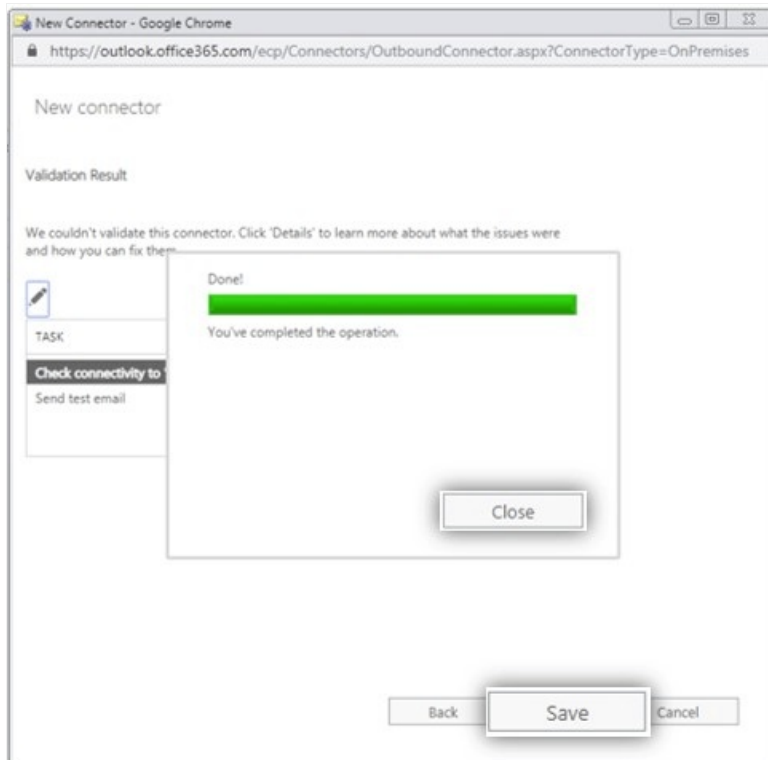 New Connector - Google Chrome
https://outlook.office365.com/ecp/Connectors/OutboundConnector.aspx?ConnectorType=OnPremises
New connector
Validation Result
We couldn't validate this connector. Click 'Details' to learn more about what the issues were
and how you can fix them
Done!
You've completed the operation.
TASK
Check connectivity to '
Send test email
Close
Back
Save
Cancel